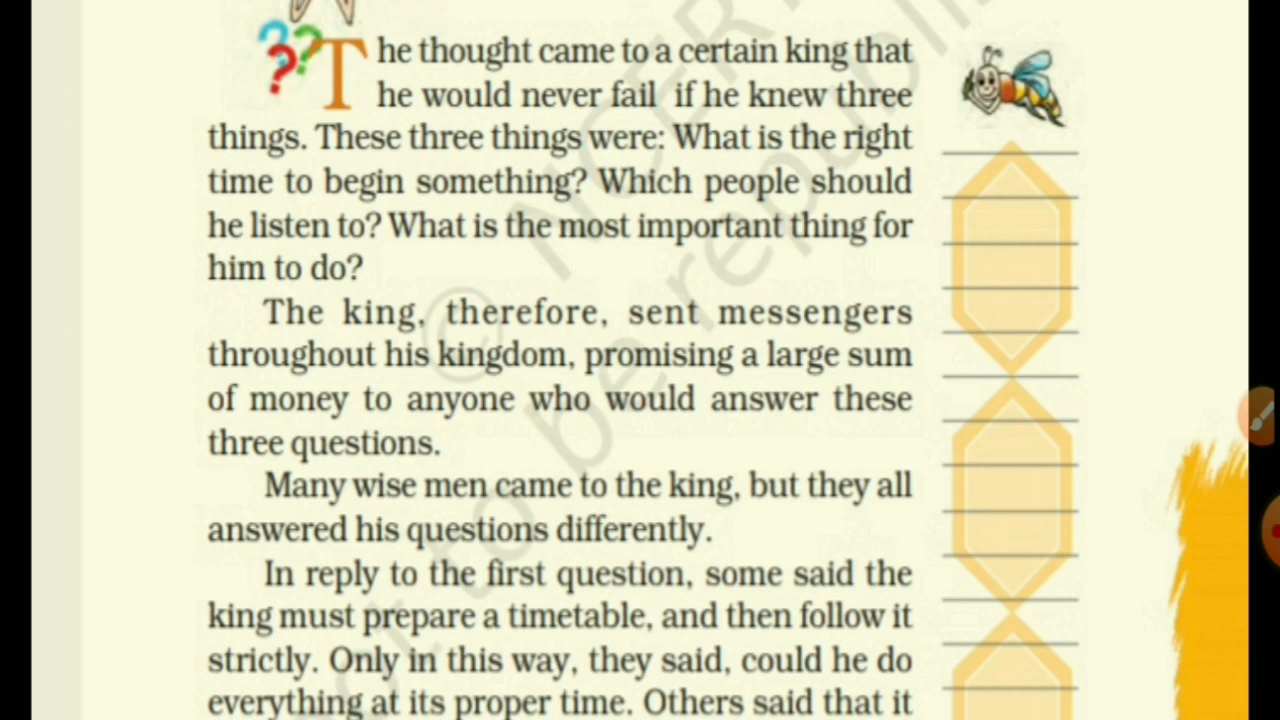 The thought came to a certain king that
he would never fail if he knew three
things. These three things were: What is the right
time to begin something? Which people should
he listen to? What is the most important thing for
him to do?
The king, therefore, sent messengers
throughout his kingdom, promising a large sum
of money to anyone who would answer these
three questions.
Many wise men came to the king, but they all
answered his questions differently.
In reply to the first question, some said the
king must prepare a timetable, and then follow it
strictly. Only in this way, they said, could he do
everything at its proper time. Others said that it
© NCER
to be republi